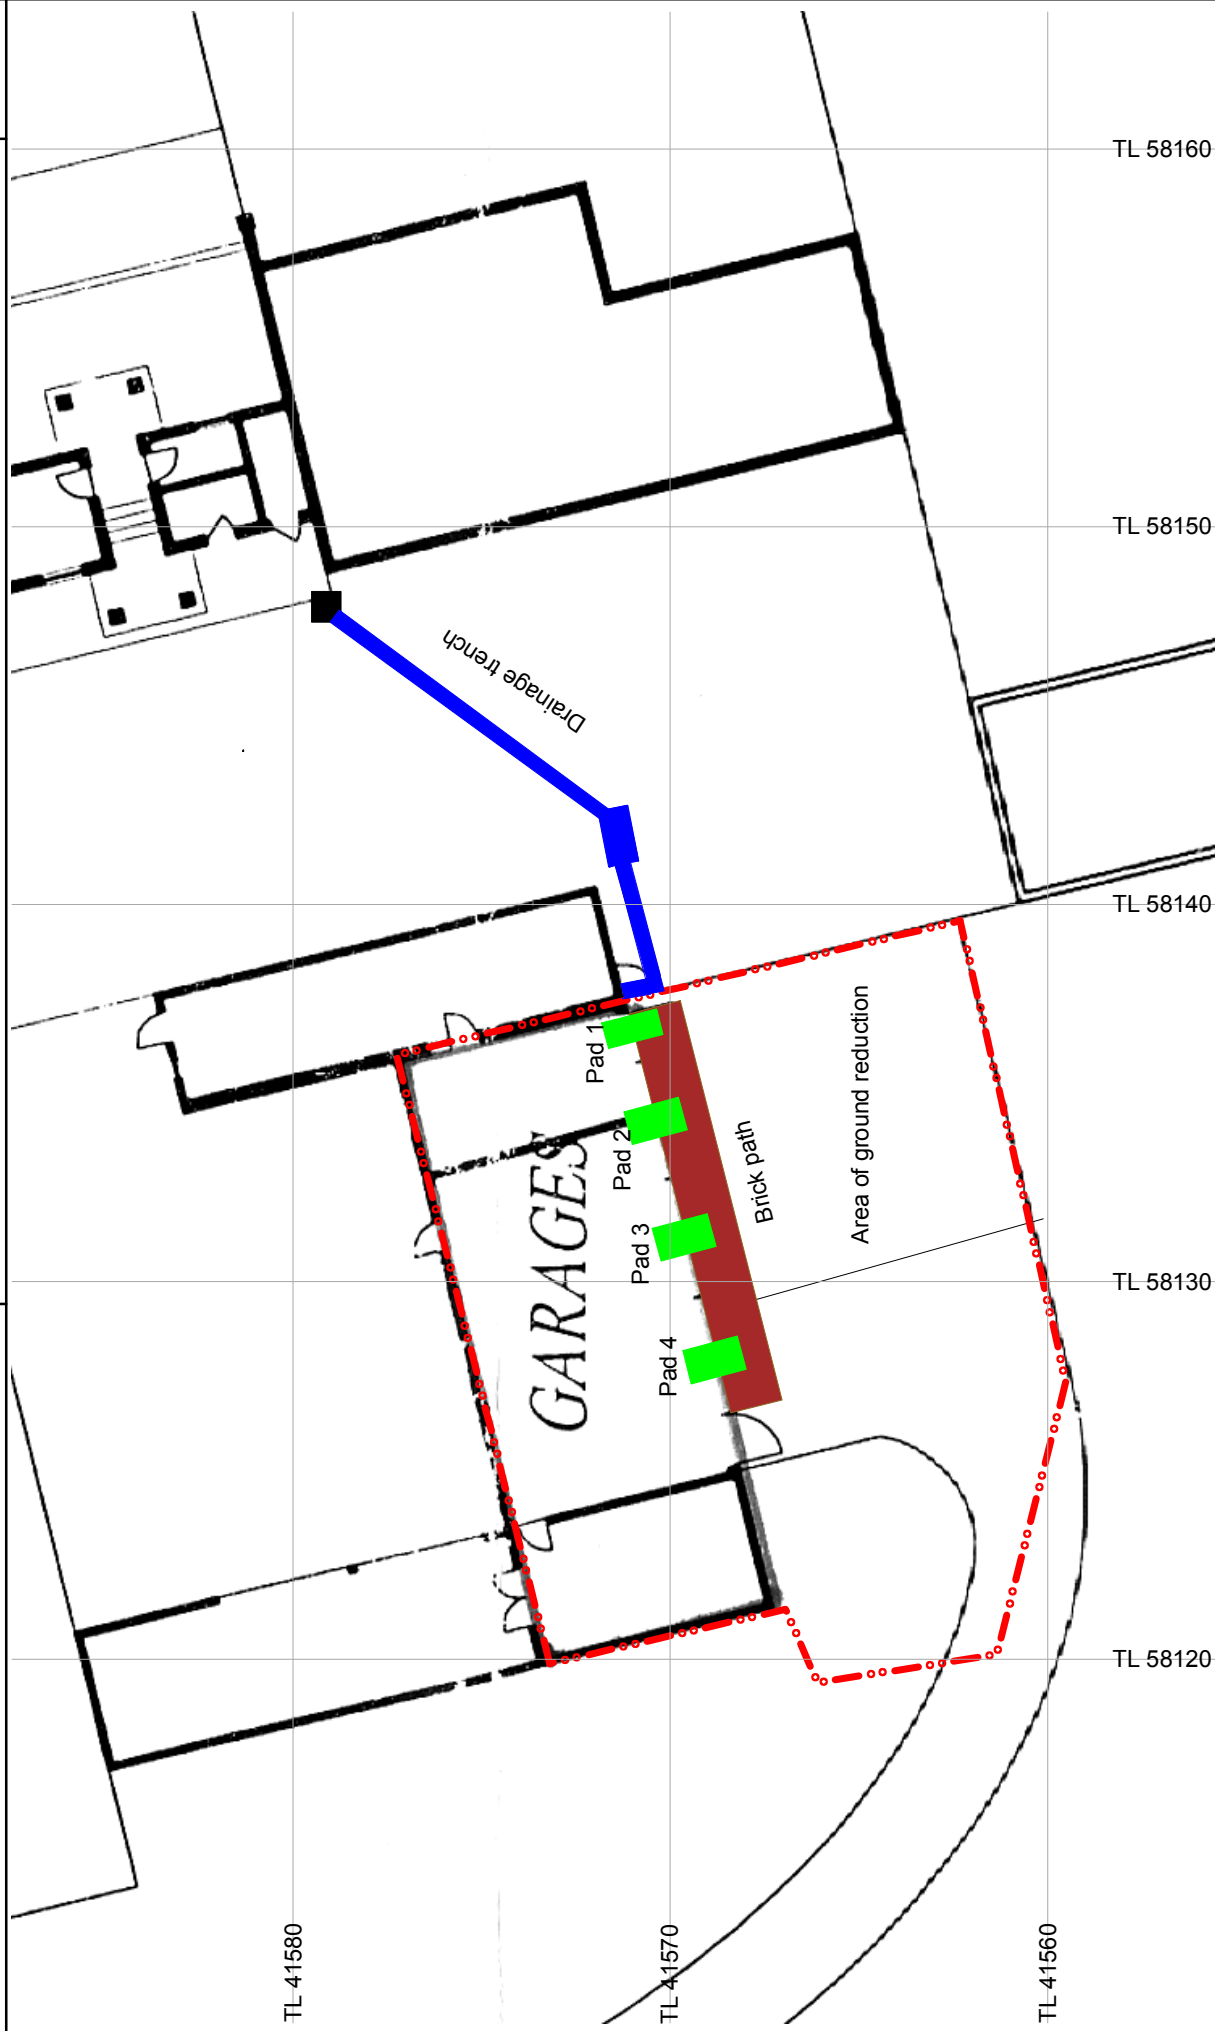 TL 58160
TL 58150
Drainage trench
TL 58140
Pad 1
Pad 2
Pad 3
Pad 4
Brick path
Area of ground reduction
GARAGES
TL 58130
TL 58120
TL 41580
TL 41570
TL 41560